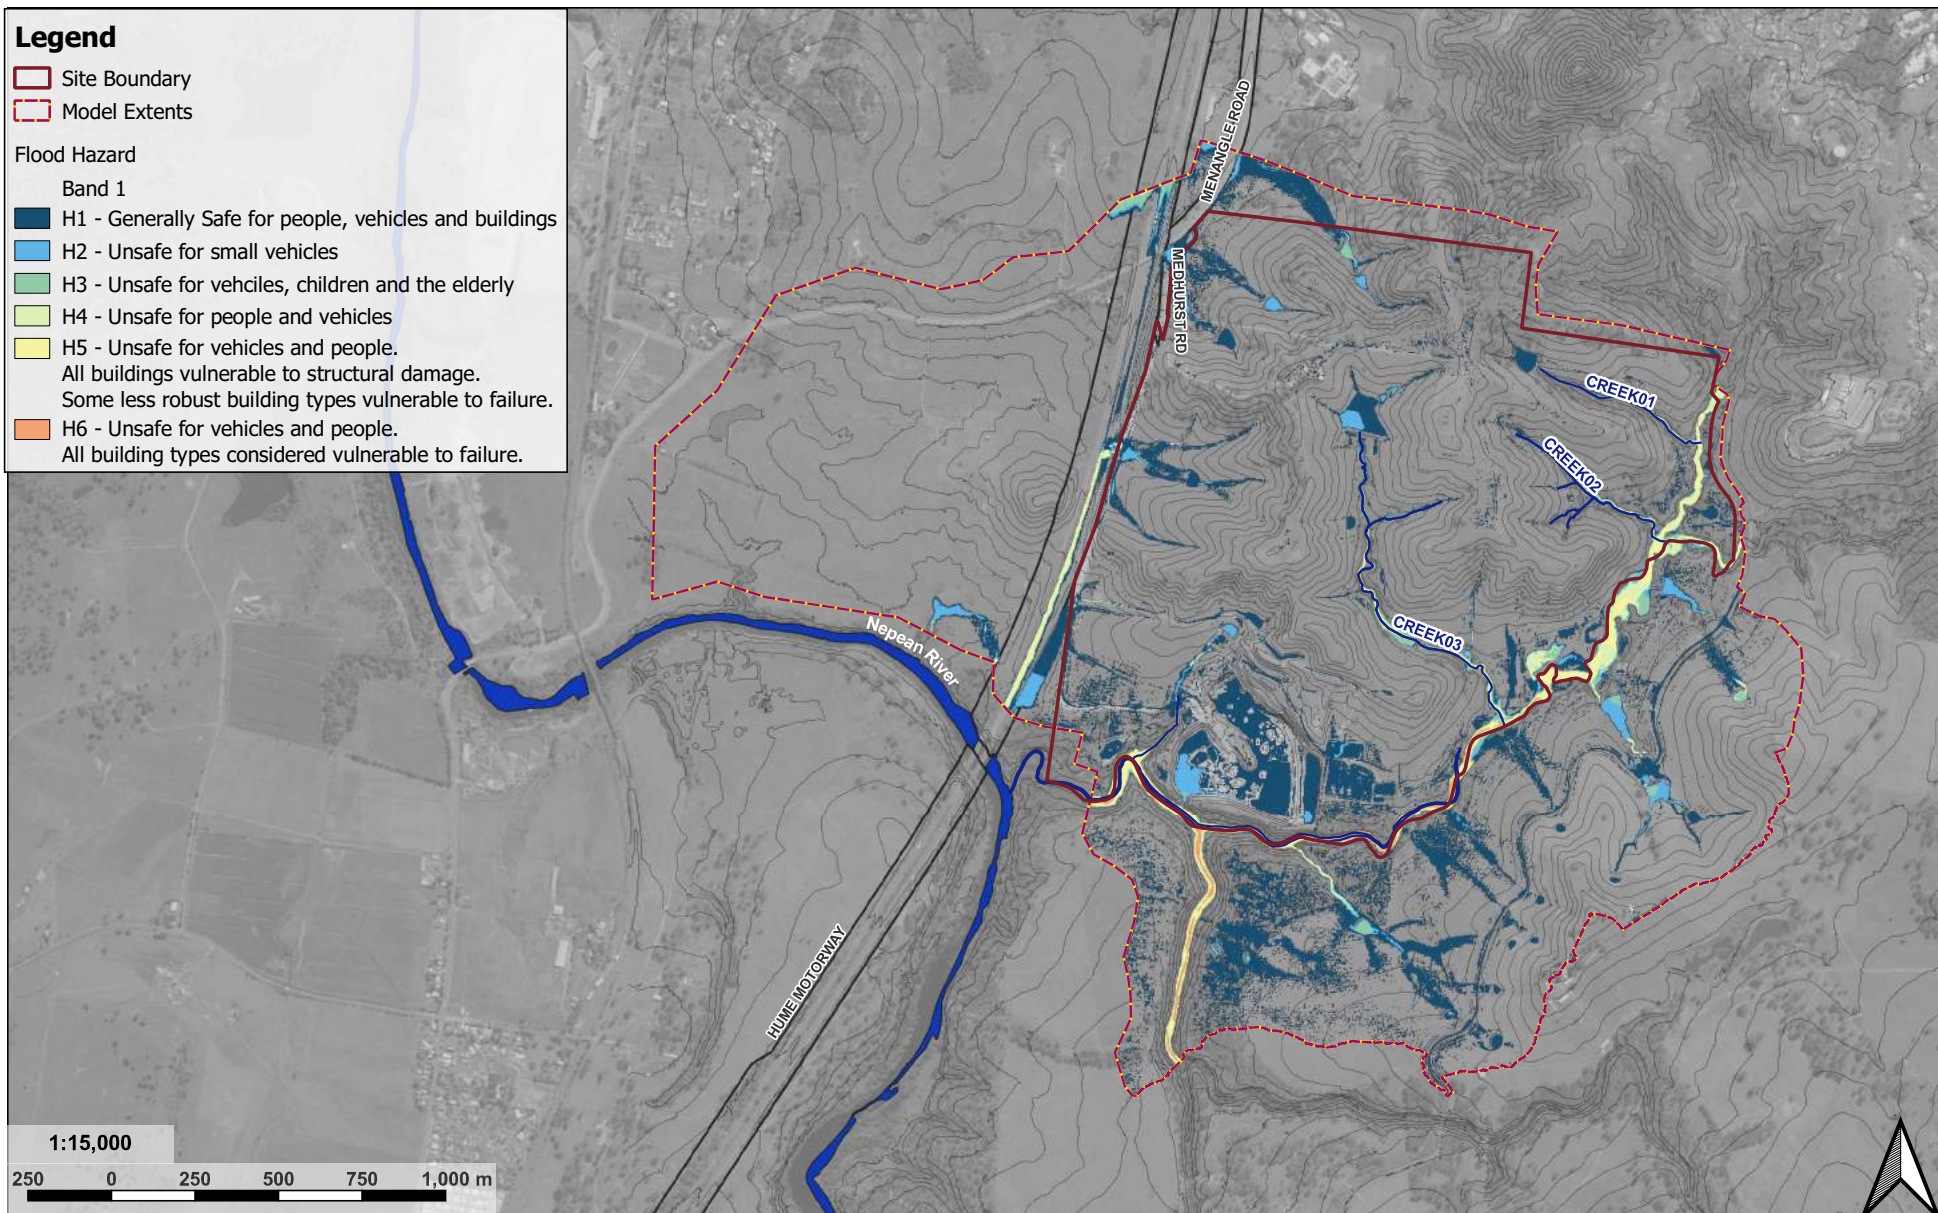 Legend
Site Boundary
Model Extents
Flood Hazard
Band 1
H1 - Generally Safe for people, vehicles and buildings
H2 - Unsafe for small vehicles
H3 - Unsafe for vehciles, children and the elderly
H4 - Unsafe for people and vehicles
H5 - Unsafe for vehicles and people.
All buildings vulnerable to structural damage.
Some less robust building types vulnerable to failure.
H6 - Unsafe for vehicles and people.
All building types considered vulnerable to failure.
MENANGLE ROAD
MEDHURST RD
CREEK01
CREEK02
CREEK03
Nepean River
HUME MOTORWAY
1:15,000
250 0 250 500 750 1,000 m